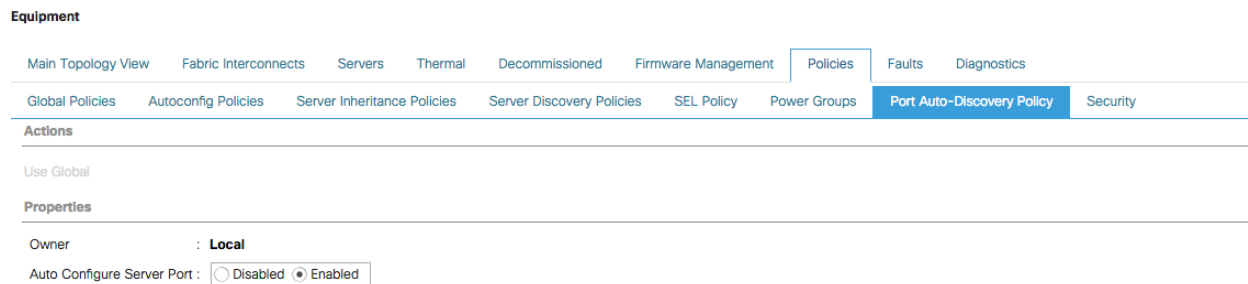 Equipment
Main Topology View Fabric Interconnects Servers Thermal Decommissioned Firmware Management Policies Faults Diagnostics
Global Policies Autoconfig Policies Server Inheritance Policies Server Discovery Policies SEL Policy Power Groups Port Auto-Discovery Policy Security
Actions
Use Global
Properties
Owner : Local
Auto Configure Server Port : Disabled Enabled